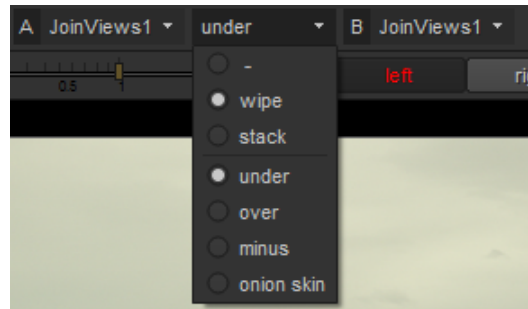 A JoinViews1 under B JoinViews1
0.5 1 left
-
wipe
stack
under
over
minus
onion skin